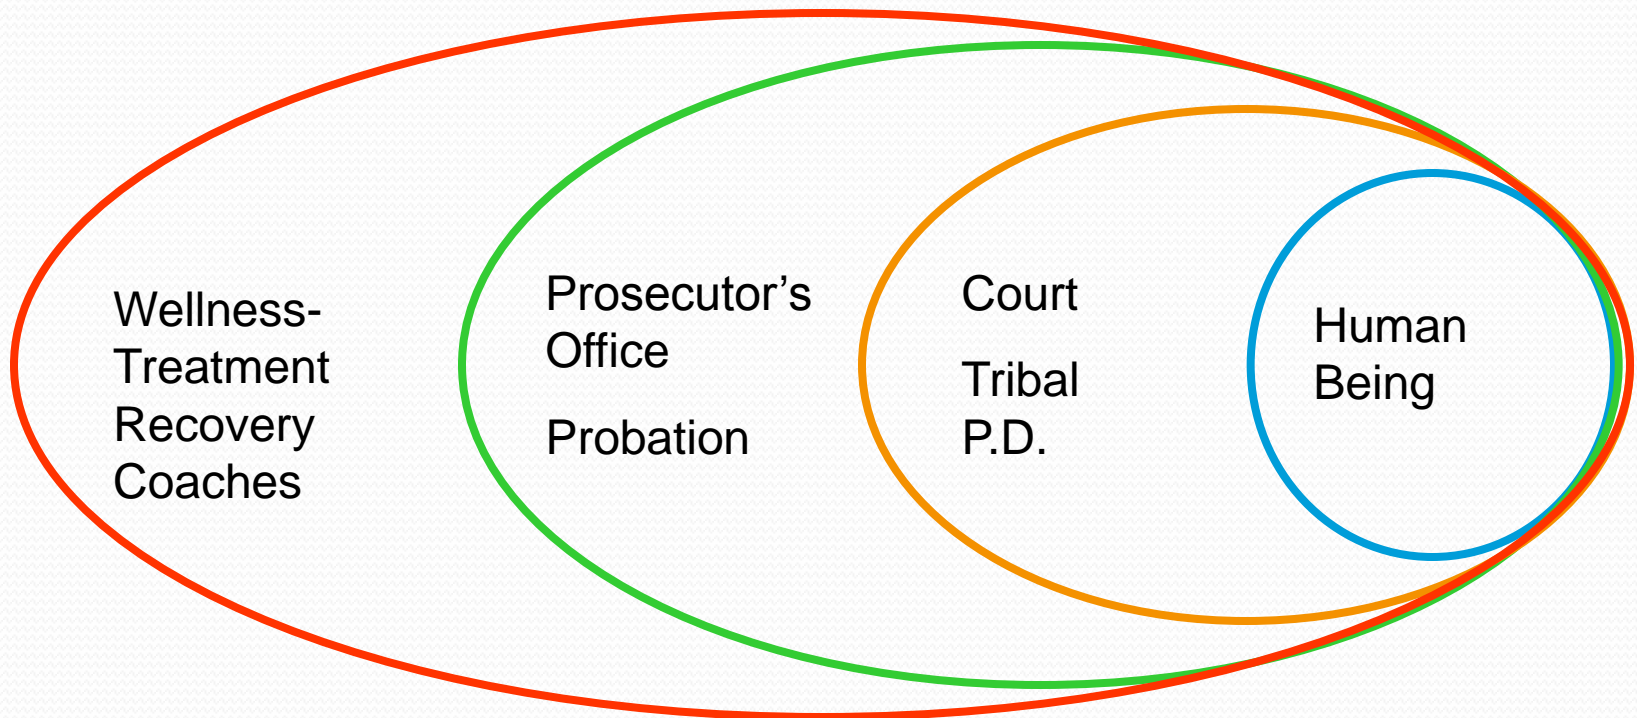 Wellness-
Treatment
Recovery
Coaches
Prosecutor’s
Office
Probation
Court
Tribal
P.D.
Human
Being